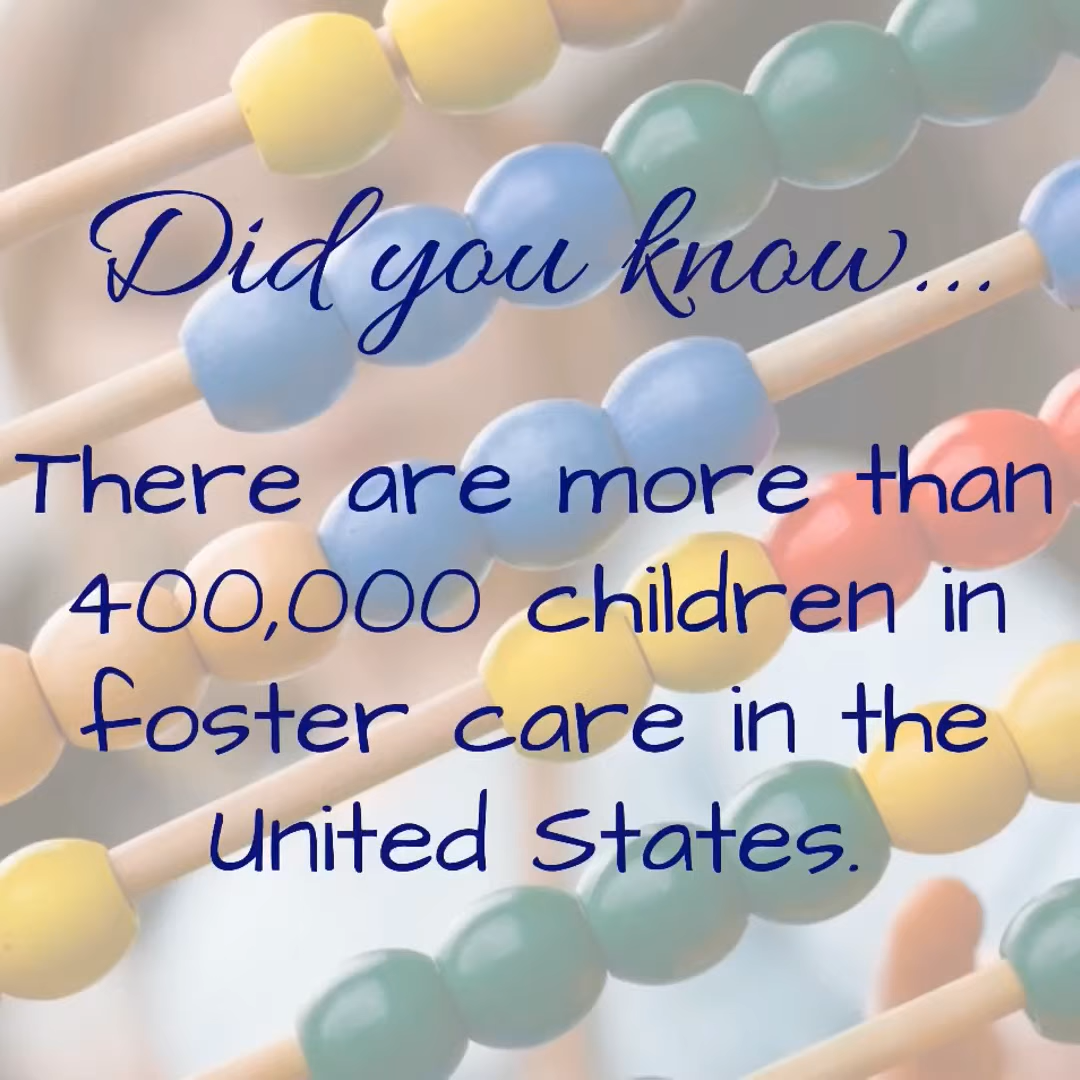 Did you know...
There are more than
400,000 children in
foster care in the
United States.